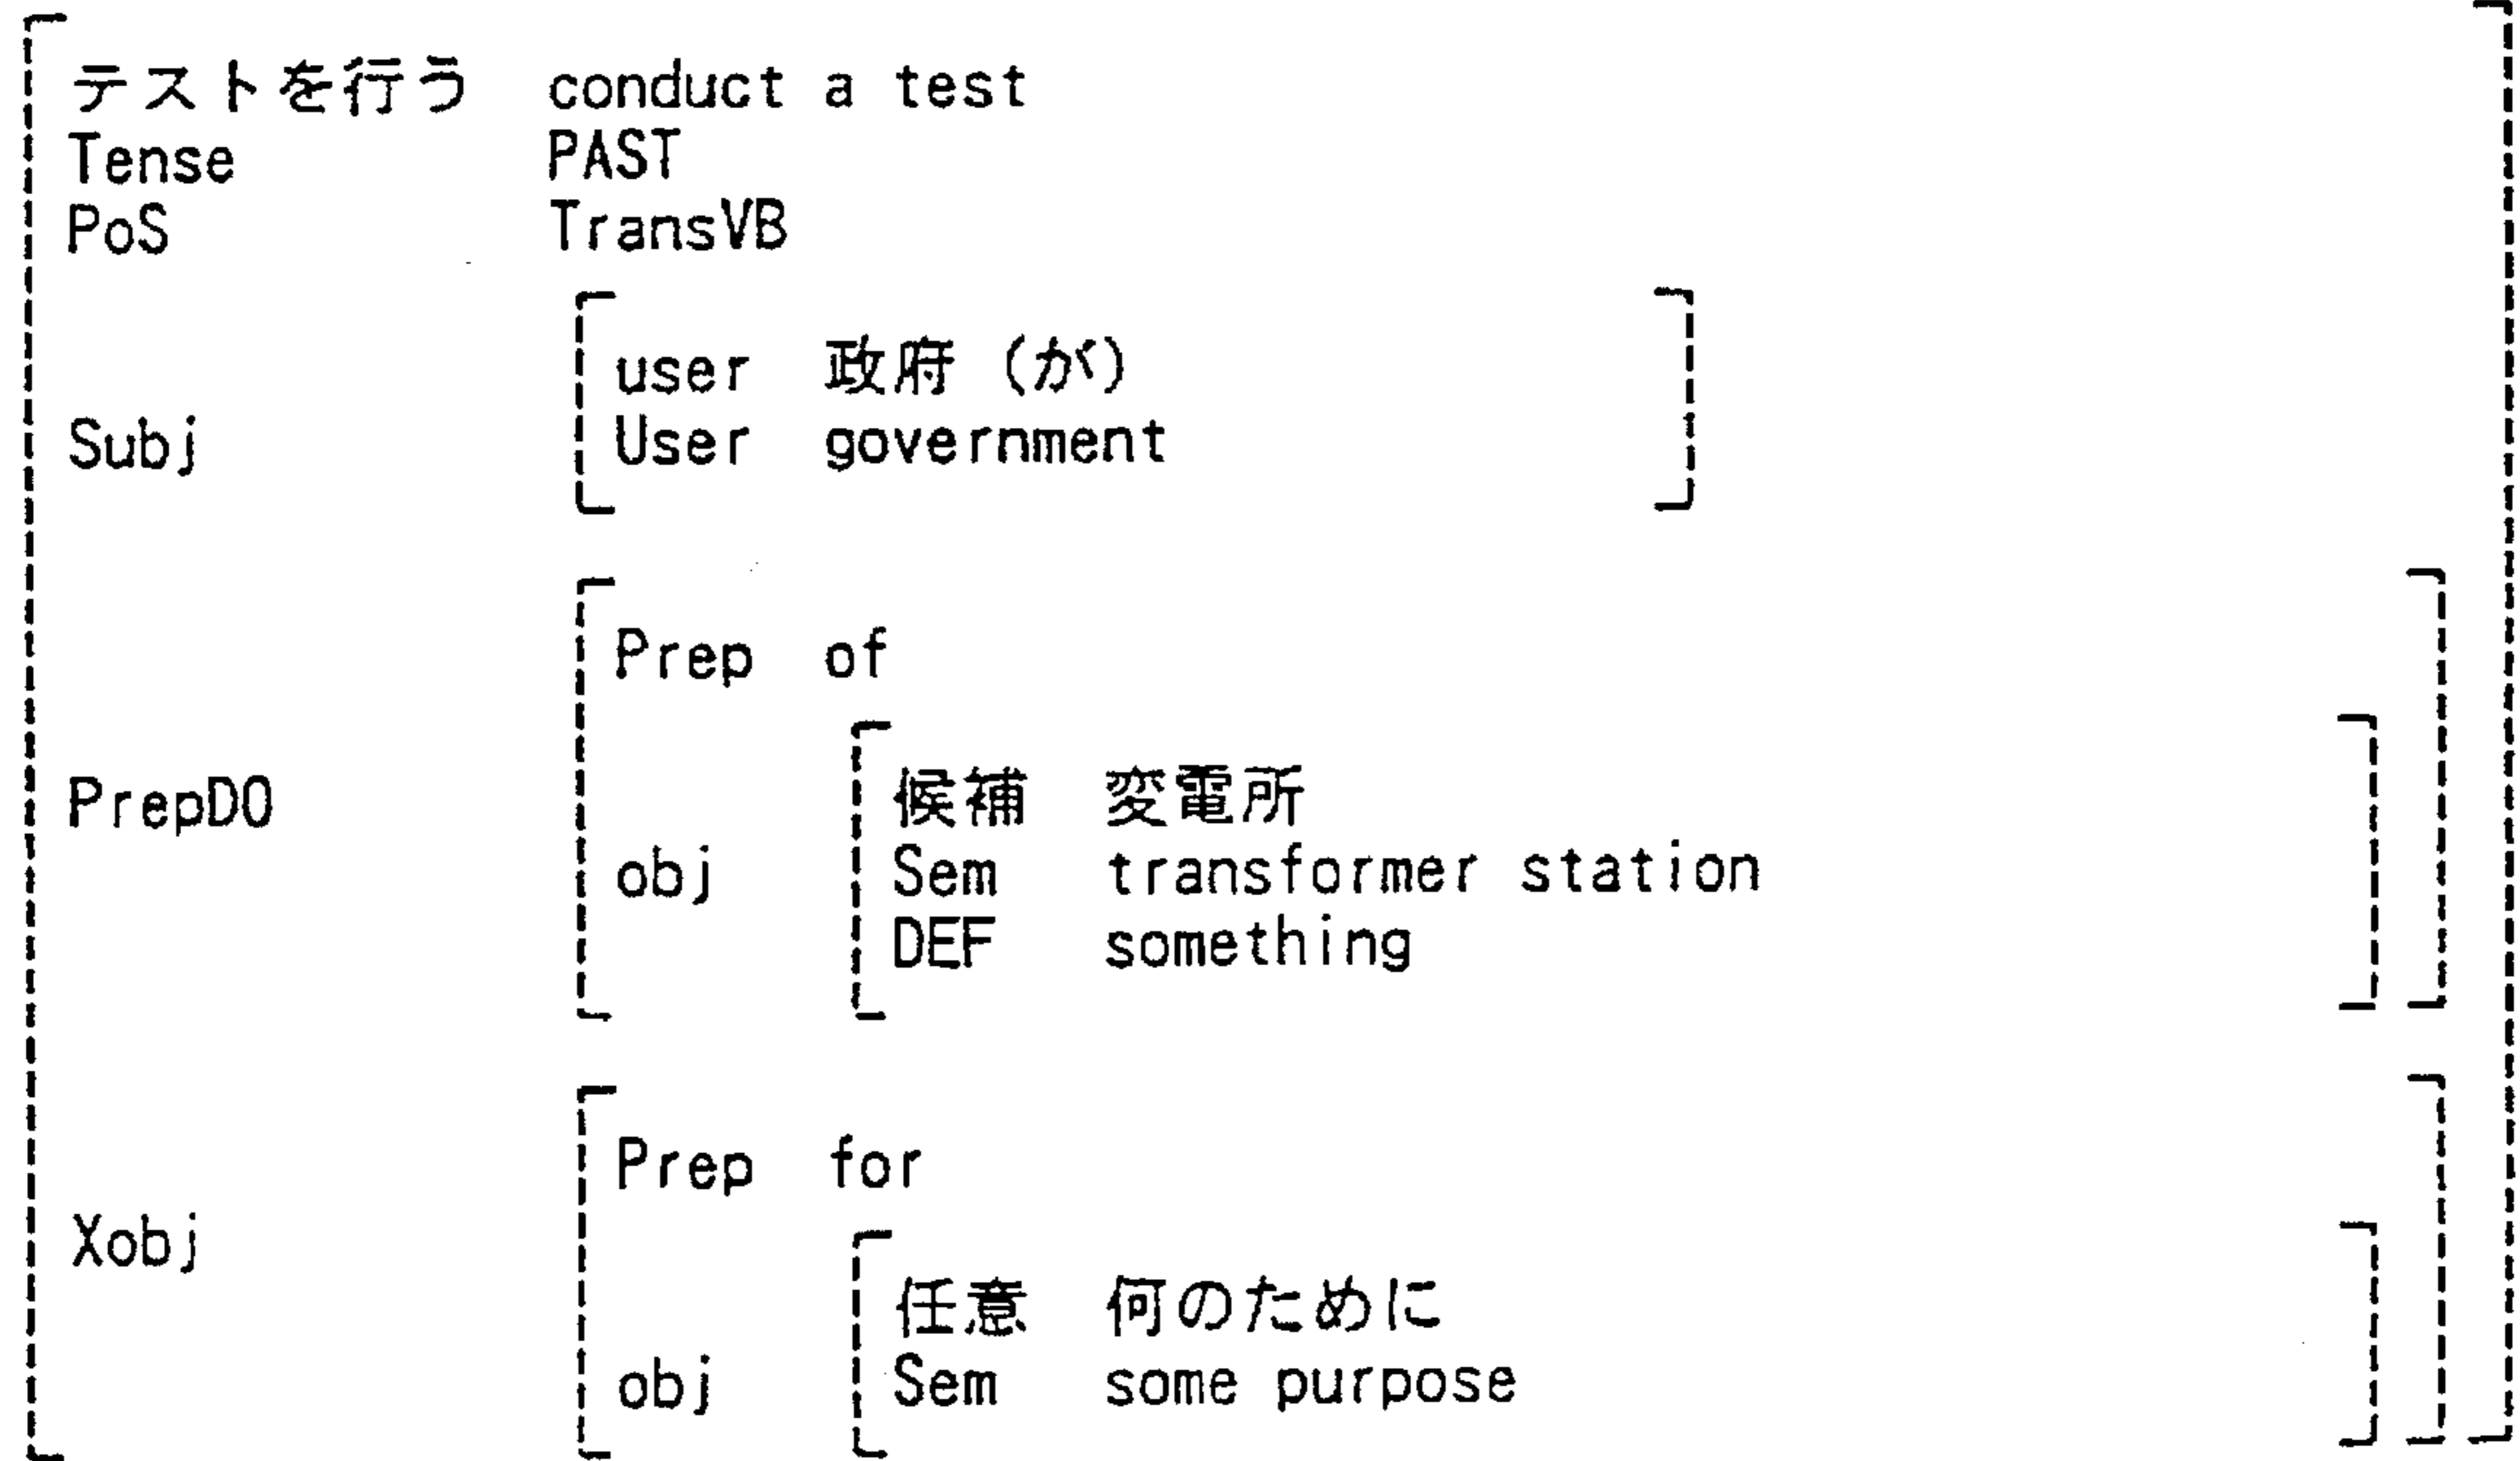 テストを行う conduct a test
Tense PAST
PoS TransVB
user 政府 (が)
Subj User government
Prep of
候補 変電所
PrepDO
obj Sem transformer station
DEF something
Prep for
Xobj
任意 何のために
obj Sem some purpose